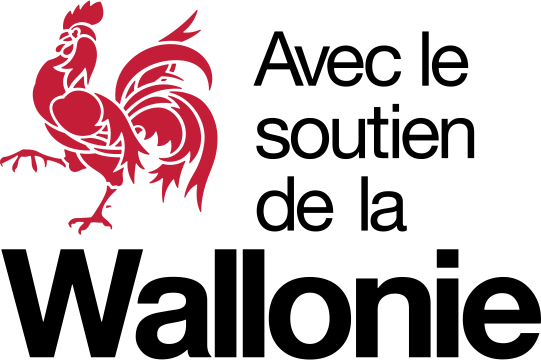 Avec le
soutien
de la
Wallonie